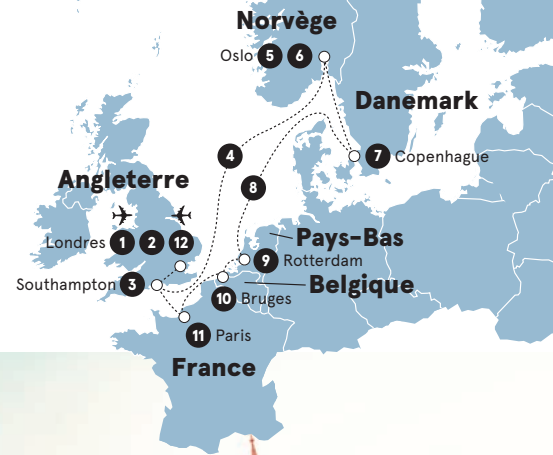 Norvège
Oslo 5 6
Danemark
4
7 Copenhague
8
Angleterre
Londres 1 2 12
Pays-Bas
9 Rotterdam
Southampton 3
Belgique
10 Bruges
11 Paris
France